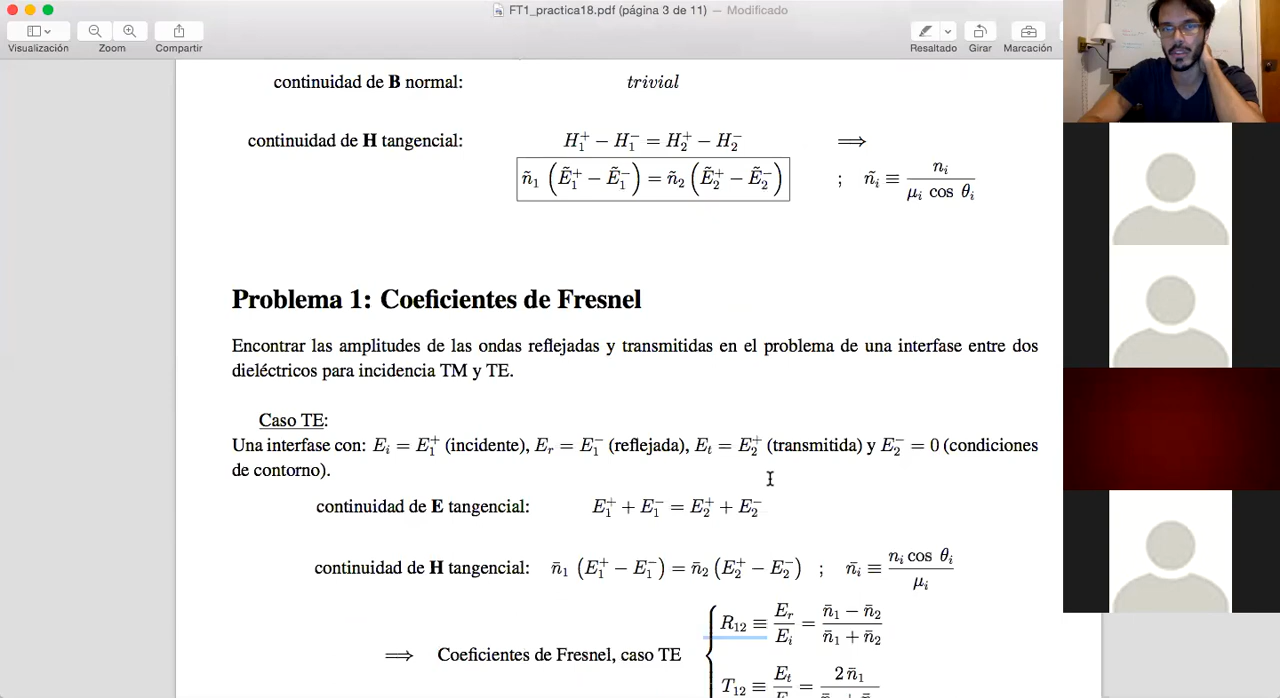 FT1_practica18.pdf (página 3 de 11) — Modificado
Visualización Zoom Compartir Resaltado Girar Marcación
continuidad de B normal: trivial
continuidad de H tangencial: H₁⁺ − H₁⁻ = H₂⁺ − H₂⁻ ⟹
ñ₁ (Ẽ₁⁺ − Ẽ₁⁻) = ñ₂ (Ẽ₂⁺ − Ẽ₂⁻) ; ñᵢ ≡ nᵢ / μᵢ cos θᵢ
Problema 1: Coeficientes de Fresnel
Encontrar las amplitudes de las ondas reflejadas y transmitidas en el problema de una interfase entre dos
dieléctricos para incidencia TM y TE.
Caso TE:
Una interfase con: Eᵢ = E₁⁺ (incidente), Eᵣ = E₁⁻ (reflejada), Eₜ = E₂⁺ (transmitida) y E₂⁻ = 0 (condiciones
de contorno).
continuidad de E tangencial: E₁⁺ + E₁⁻ = E₂⁺ + E₂⁻
continuidad de H tangencial: n̄₁ (E₁⁺ − E₁⁻) = n̄₂ (E₂⁺ − E₂⁻) ; n̄ᵢ ≡ nᵢ cos θᵢ / μᵢ
R₁₂ ≡ Eᵣ / Eᵢ = n̄₁ − n̄₂ / n̄₁ + n̄₂
⟹ Coeficientes de Fresnel, caso TE
T₁₂ ≡ Eₜ = 2 n̄₁